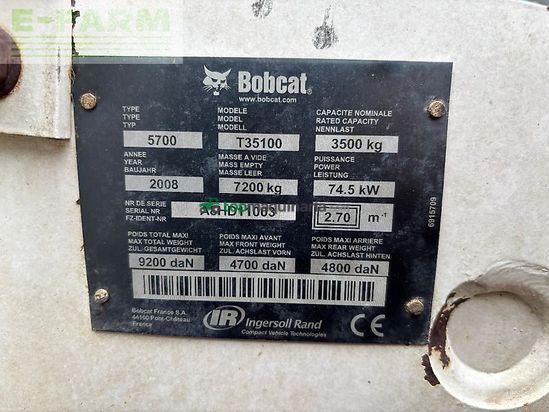 E-FARM
Bobcat®
www.bobcat.com
TYPE MODELE CAPACITE NOMINALE
TYPE MODEL RATED CAPACITY
TYP MODELL NENNLAST
5700 T35100 3500 kg
ANNEE MASSE A VIDE PUISSANCE
YEAR MASS EMPTY POWER
BAUJAHR MASSE LEER LEISTUNG
2008 7200 kg 74.5 kW
NR DE SERIE
SERIAL NR
FZ-IDENT-NR
2.70 m⁻¹
6915709
POIDS TOTAL MAXI POIDS MAXI AVANT POIDS MAXI ARRIERE
MAX TOTAL WEIGHT MAX FRONT WEIGHT MAX REAR WEIGHT
ZUL. GESAMTGEWICHT ZUL. ACHSLAST VORN ZUL. ACHSLAST HINTEN
9200 daN 4700 daN 4800 daN
Bobcat France S.A.
44160 Pont-Château
France
IR Ingersoll Rand
Compact Vehicle Technologies
CE